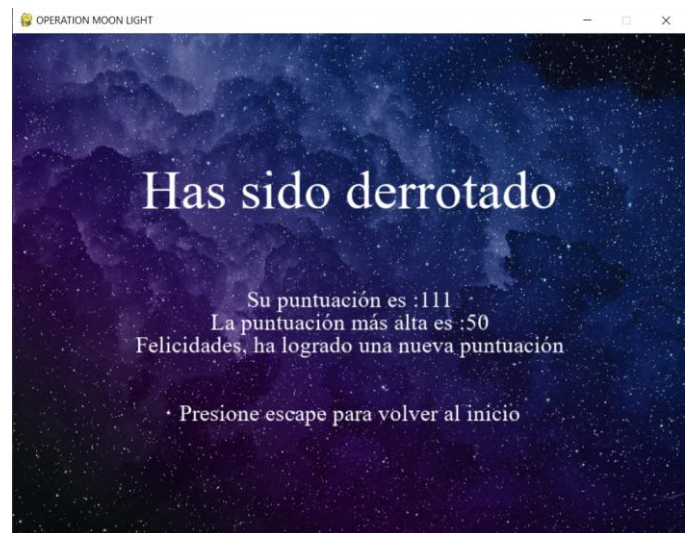 OPERATION MOON LIGHT
Has sido derrotado
Su puntuación es :111
La puntuación más alta es :50
Felicidades, ha logrado una nueva puntuación
· Presione escape para volver al inicio